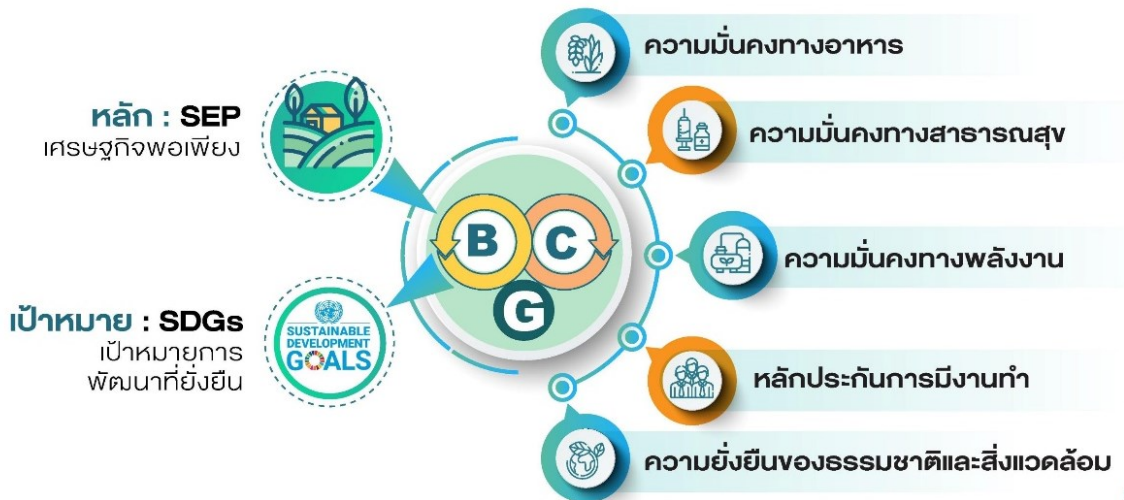 หลัก : SEP
เศรษฐกิจพอเพียง
เป้าหมาย : SDGs
เป้าหมายการ
พัฒนาที่ยั่งยืน
SUSTAINABLE
DEVELOPMENT
GOALS
B C
G
ความมั่นคงทางอาหาร
ความมั่นคงทางสาธารณสุข
ความมั่นคงทางพลังงาน
หลักประกันการมีงานทำ
ความยั่งยืนของธรรมชาติและสิ่งแวดล้อม